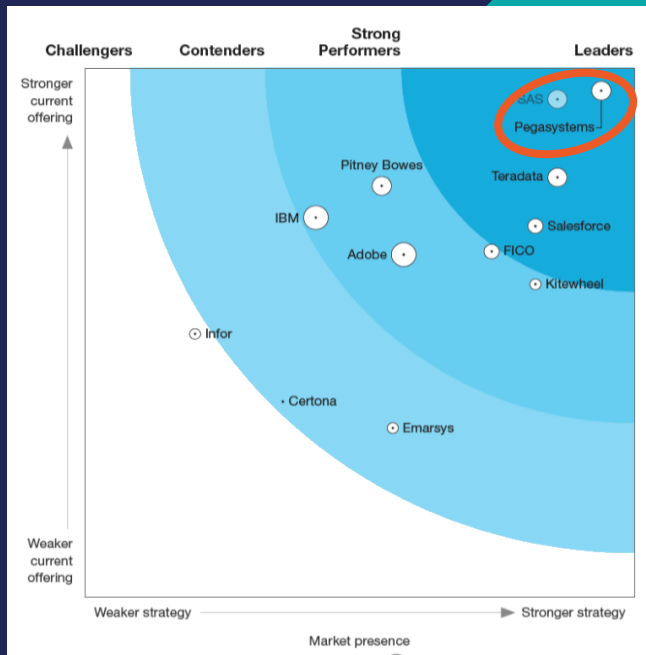 Challengers
Contenders
Strong
Performers
Leaders
Stronger
current
offering
SAS
Pegasystems
Pitney Bowes
Teradata
IBM
Salesforce
Adobe
FICO
Kitewheel
Infor
Certona
Emarsys
Weaker
current
offering
Weaker strategy
Stronger strategy
Market presence